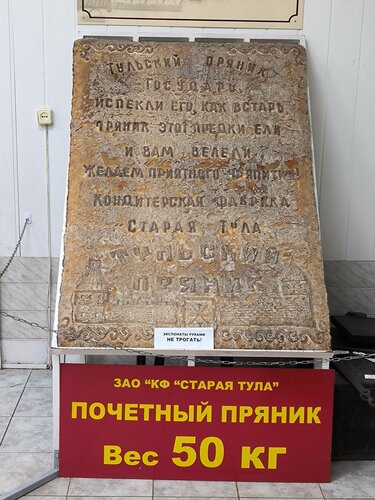 ТУЛЬСКИЙ ПРЯНИК
ГОСУДАРЬ
ИСПЕКЛИ ЕГО, КАК ВСТАРЬ
ПРЯНИК ЭТОТ ПРЕДКИ ЕЛИ
И ВАМ ВЕЛЕЛИ
ЖЕЛАЕМ ПРИЯТНОГО
КОНДИТЕРСКАЯ ФАБРИКА
СТАРАЯ ТУЛА
ТУЛЬСКИЙ
ПРЯНИК
ЭКСПОНАТЫ РУКАМИ
НЕ ТРОГАТЬ!
ЗАО "КФ "СТАРАЯ ТУЛА"
ПОЧЕТНЫЙ ПРЯНИК
Вес 50 кг